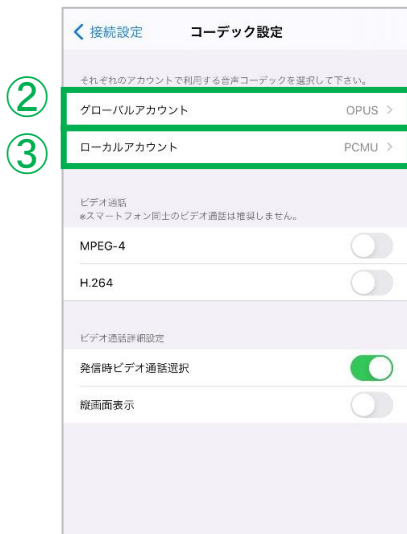 接続設定 コーデック設定
それぞれのアカウントで利用する音声コーデックを選択して下さい。
② グローバルアカウント OPUS
③ ローカルアカウント PCMU
ビデオ通話
※スマートフォン同士のビデオ通話は推奨しません。
MPEG-4
H.264
ビデオ通話詳細設定
発信時ビデオ通話選択
縦画面表示